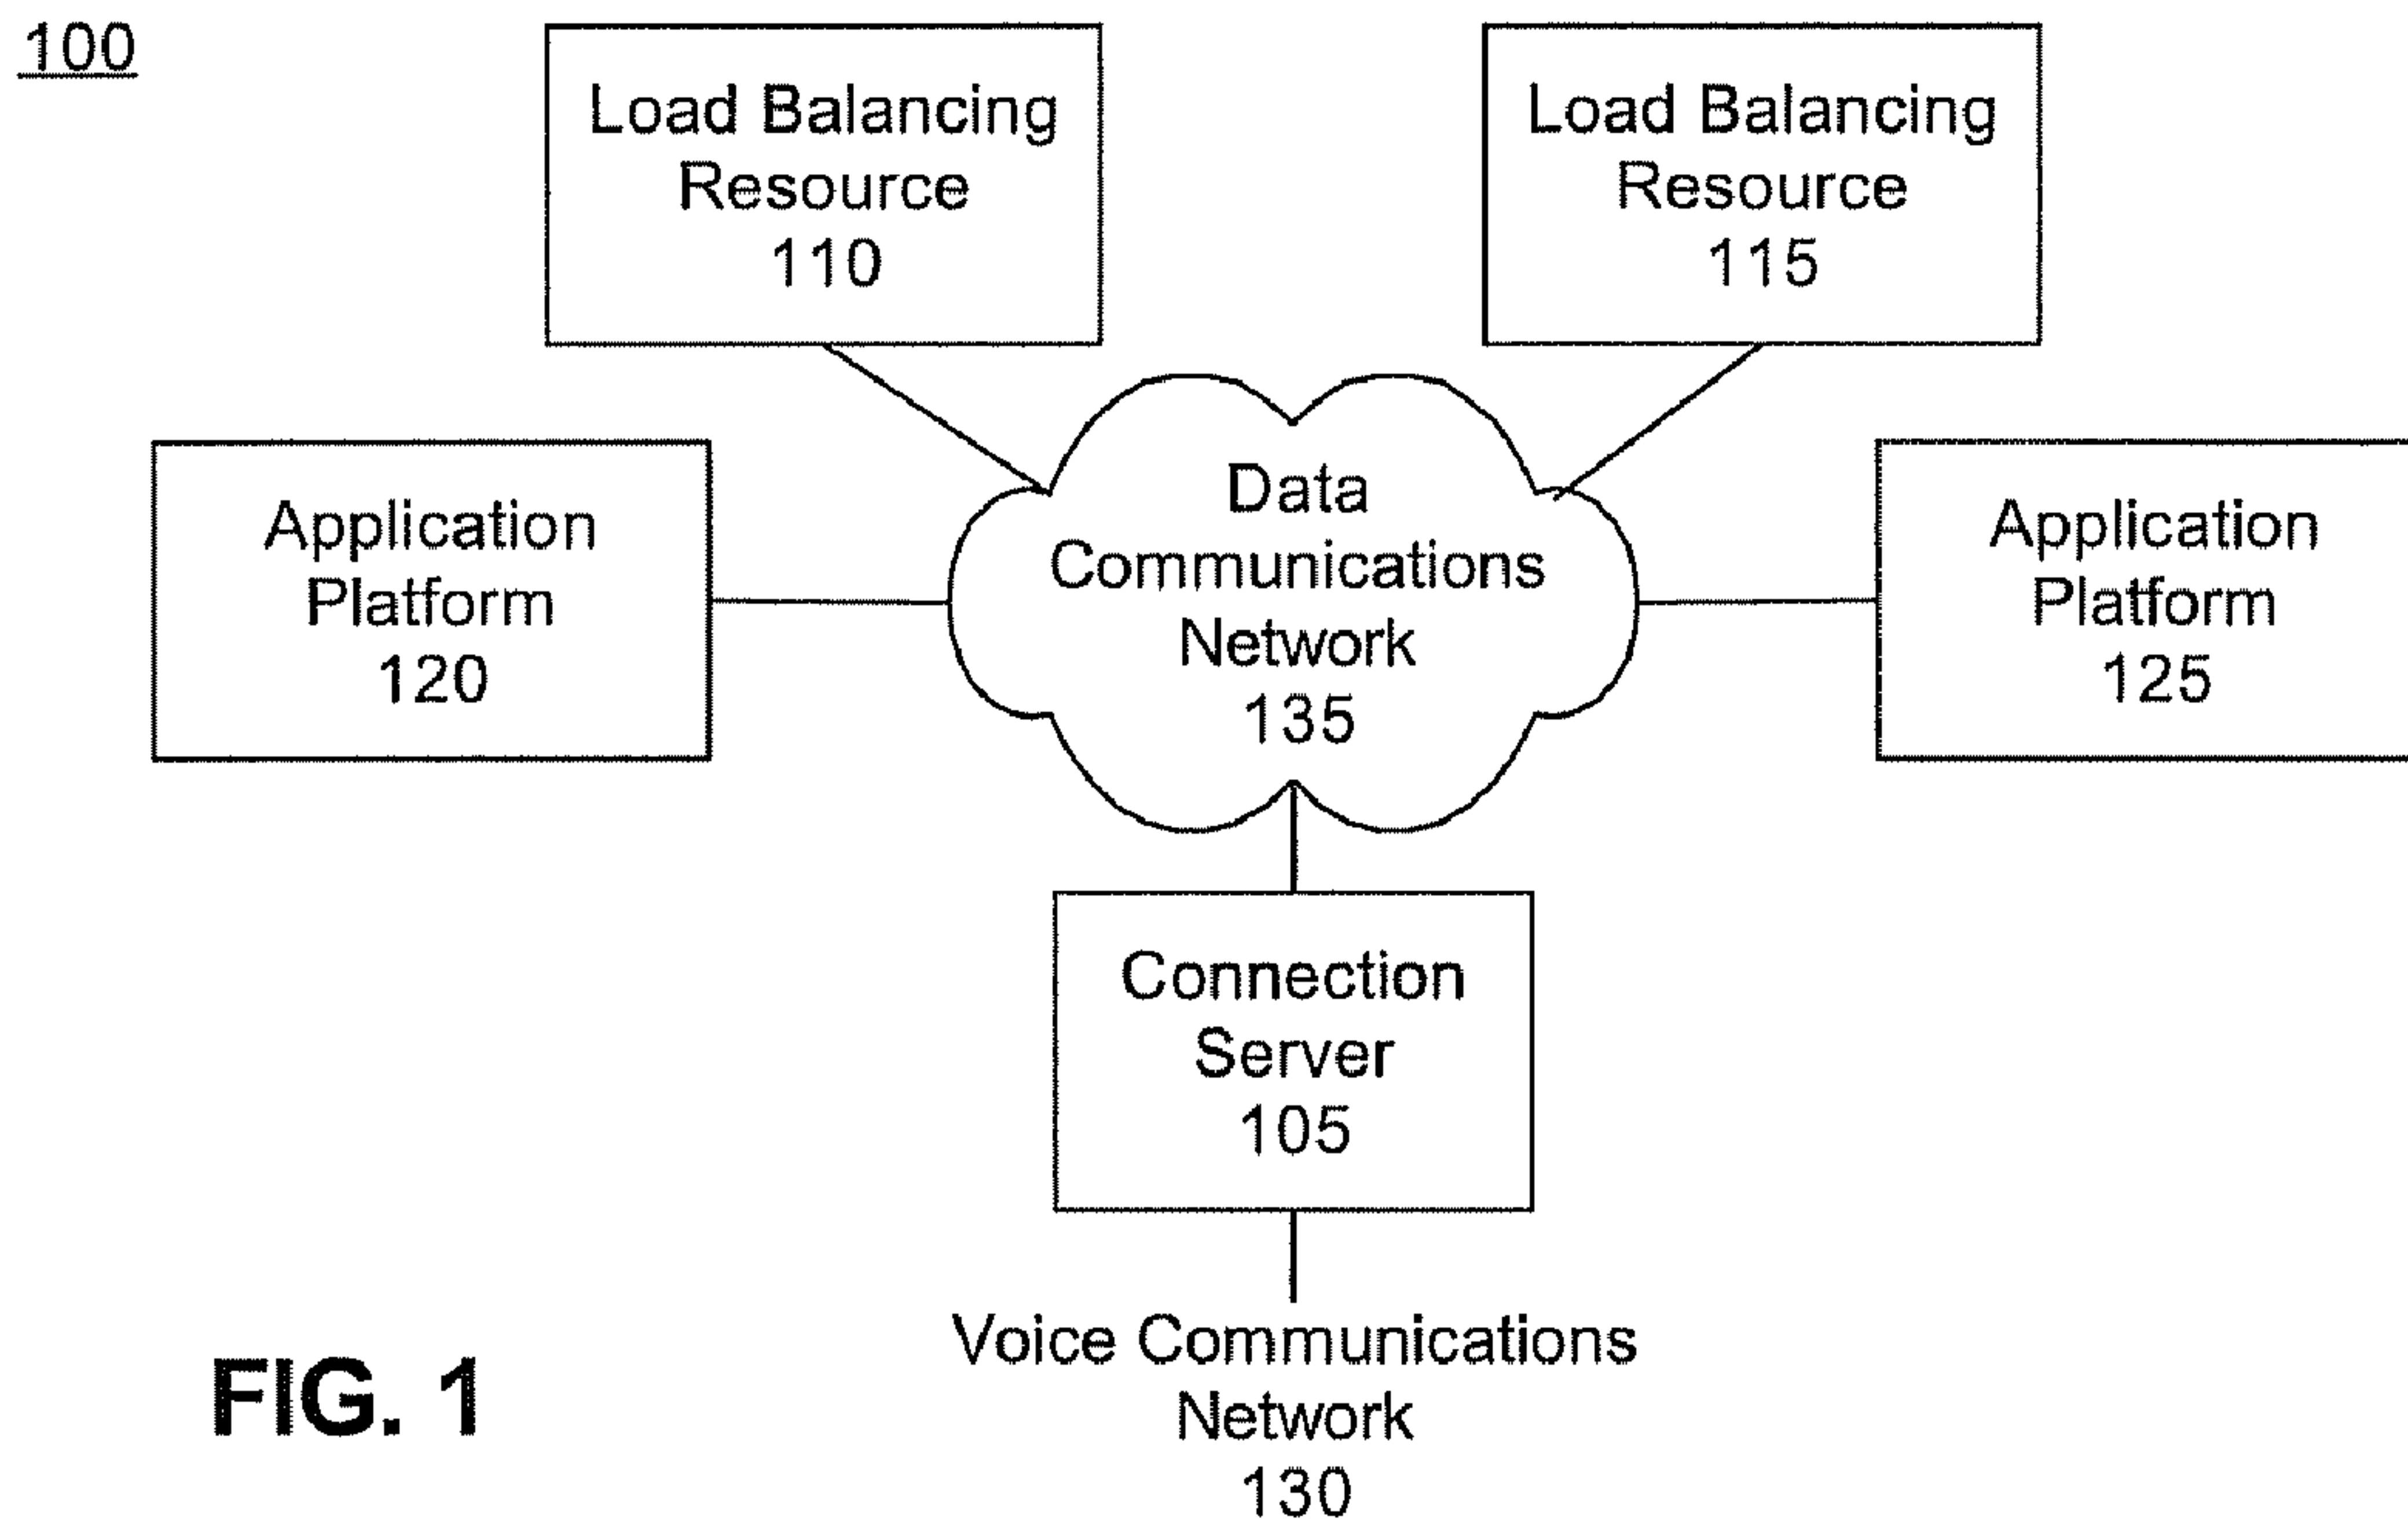 100
Load Balancing
Resource
110
Load Balancing
Resource
115
Application
Platform
120
Data
Communications
Network
135
Application
Platform
125
Connection
Server
105
Voice Communications
Network
130
FIG. 1